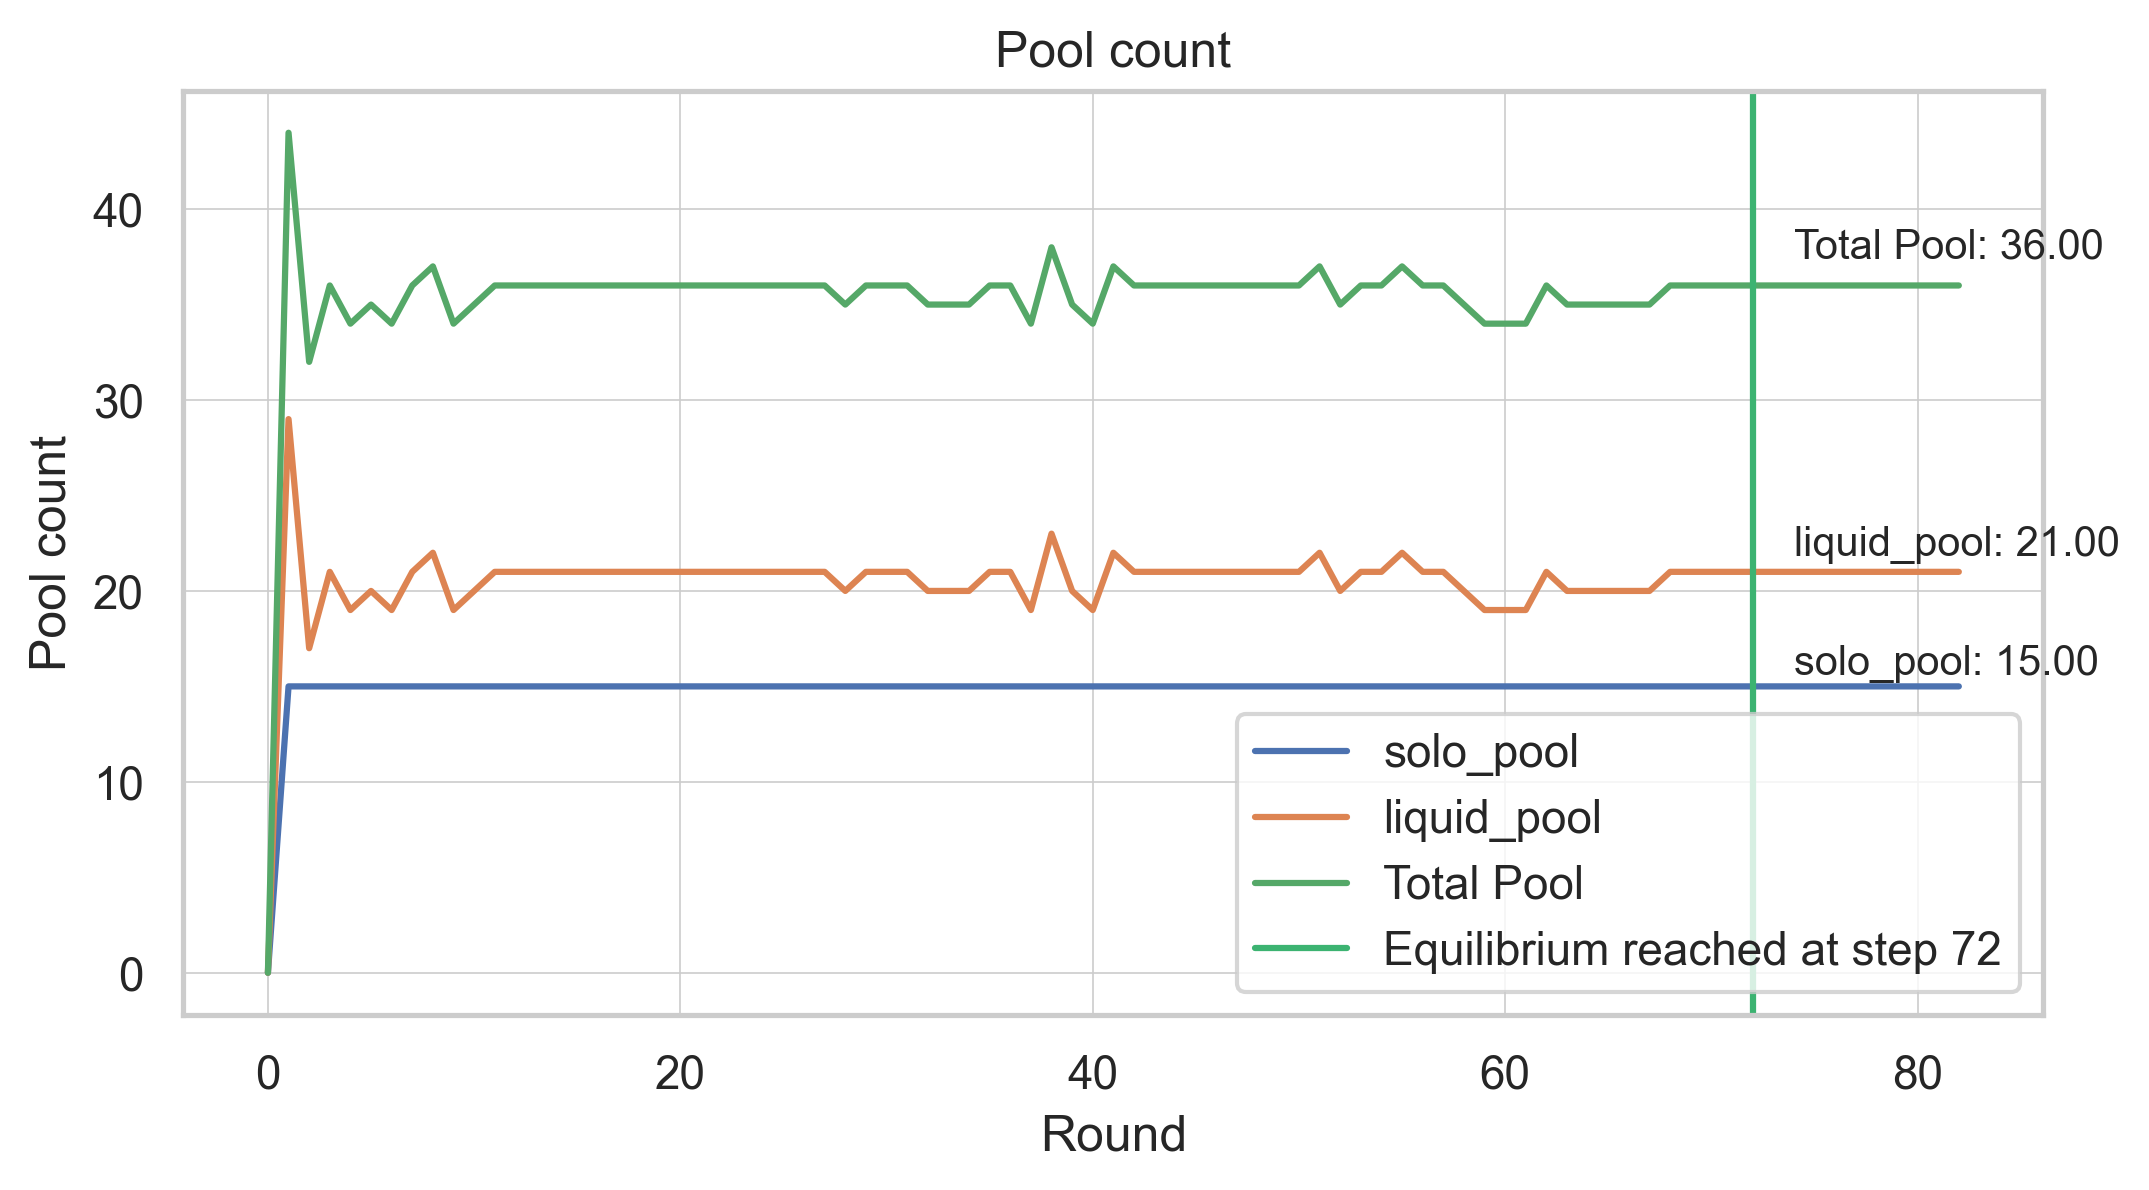 Pool count
Pool count
40
30
20
10
0
Total Pool: 36.00
liquid_pool: 21.00
solo_pool: 15.00
solo_pool
liquid_pool
Total Pool
Equilibrium reached at step 72
0 20 40 60 80
Round